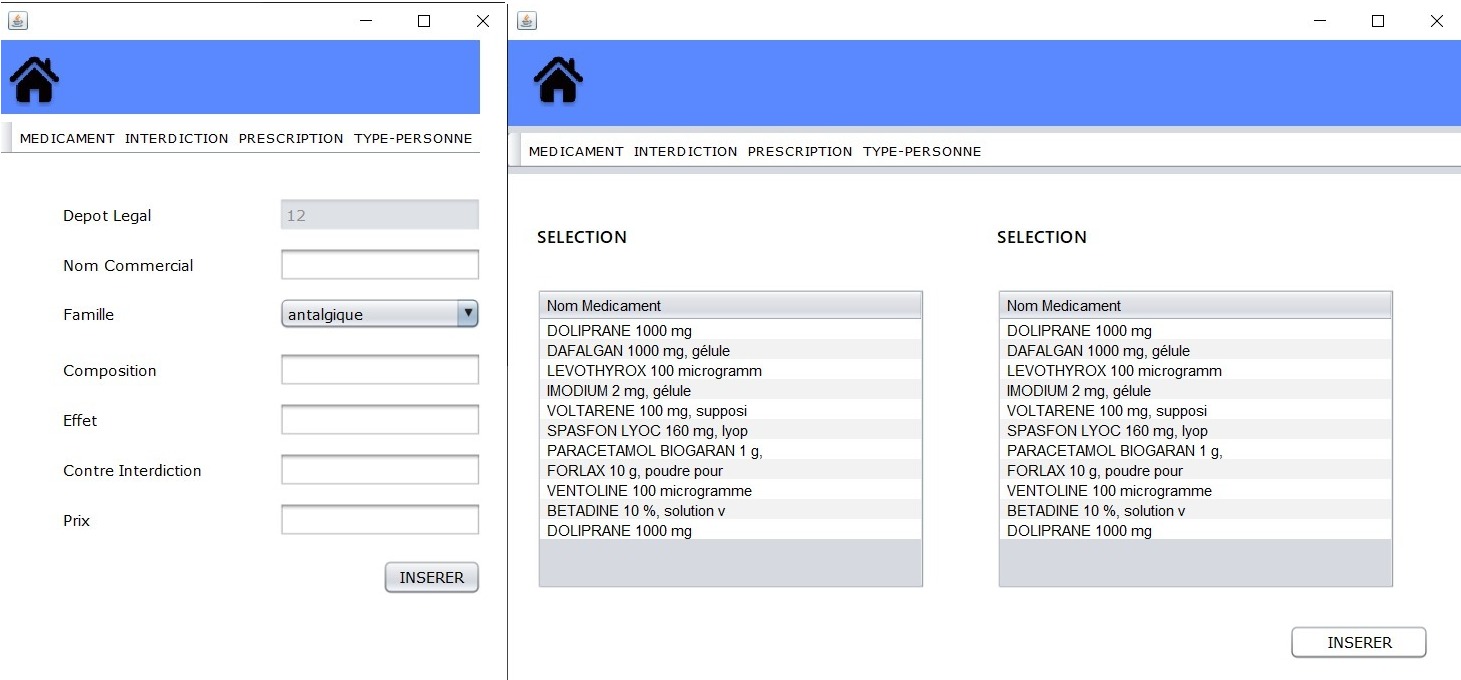 MEDICAMENT INTERDICTION PRESCRIPTION TYPE-PERSONNE
Depot Legal 12
Nom Commercial
Famille antalgique
Composition
Effet
Contre Interdiction
Prix
INSERER
MEDICAMENT INTERDICTION PRESCRIPTION TYPE-PERSONNE
SELECTION
Nom Medicament
DOLIPRANE 1000 mg
DAFALGAN 1000 mg, gélule
LEVOTHYROX 100 microgramm
IMODIUM 2 mg, gélule
VOLTARENE 100 mg, supposi
SPASFON LYOC 160 mg, lyop
PARACETAMOL BIOGARAN 1 g,
FORLAX 10 g, poudre pour
VENTOLINE 100 microgramme
BETADINE 10 %, solution v
DOLIPRANE 1000 mg
SELECTION
Nom Medicament
DOLIPRANE 1000 mg
DAFALGAN 1000 mg, gélule
LEVOTHYROX 100 microgramm
IMODIUM 2 mg, gélule
VOLTARENE 100 mg, supposi
SPASFON LYOC 160 mg, lyop
PARACETAMOL BIOGARAN 1 g,
FORLAX 10 g, poudre pour
VENTOLINE 100 microgramme
BETADINE 10 %, solution v
DOLIPRANE 1000 mg
INSERER